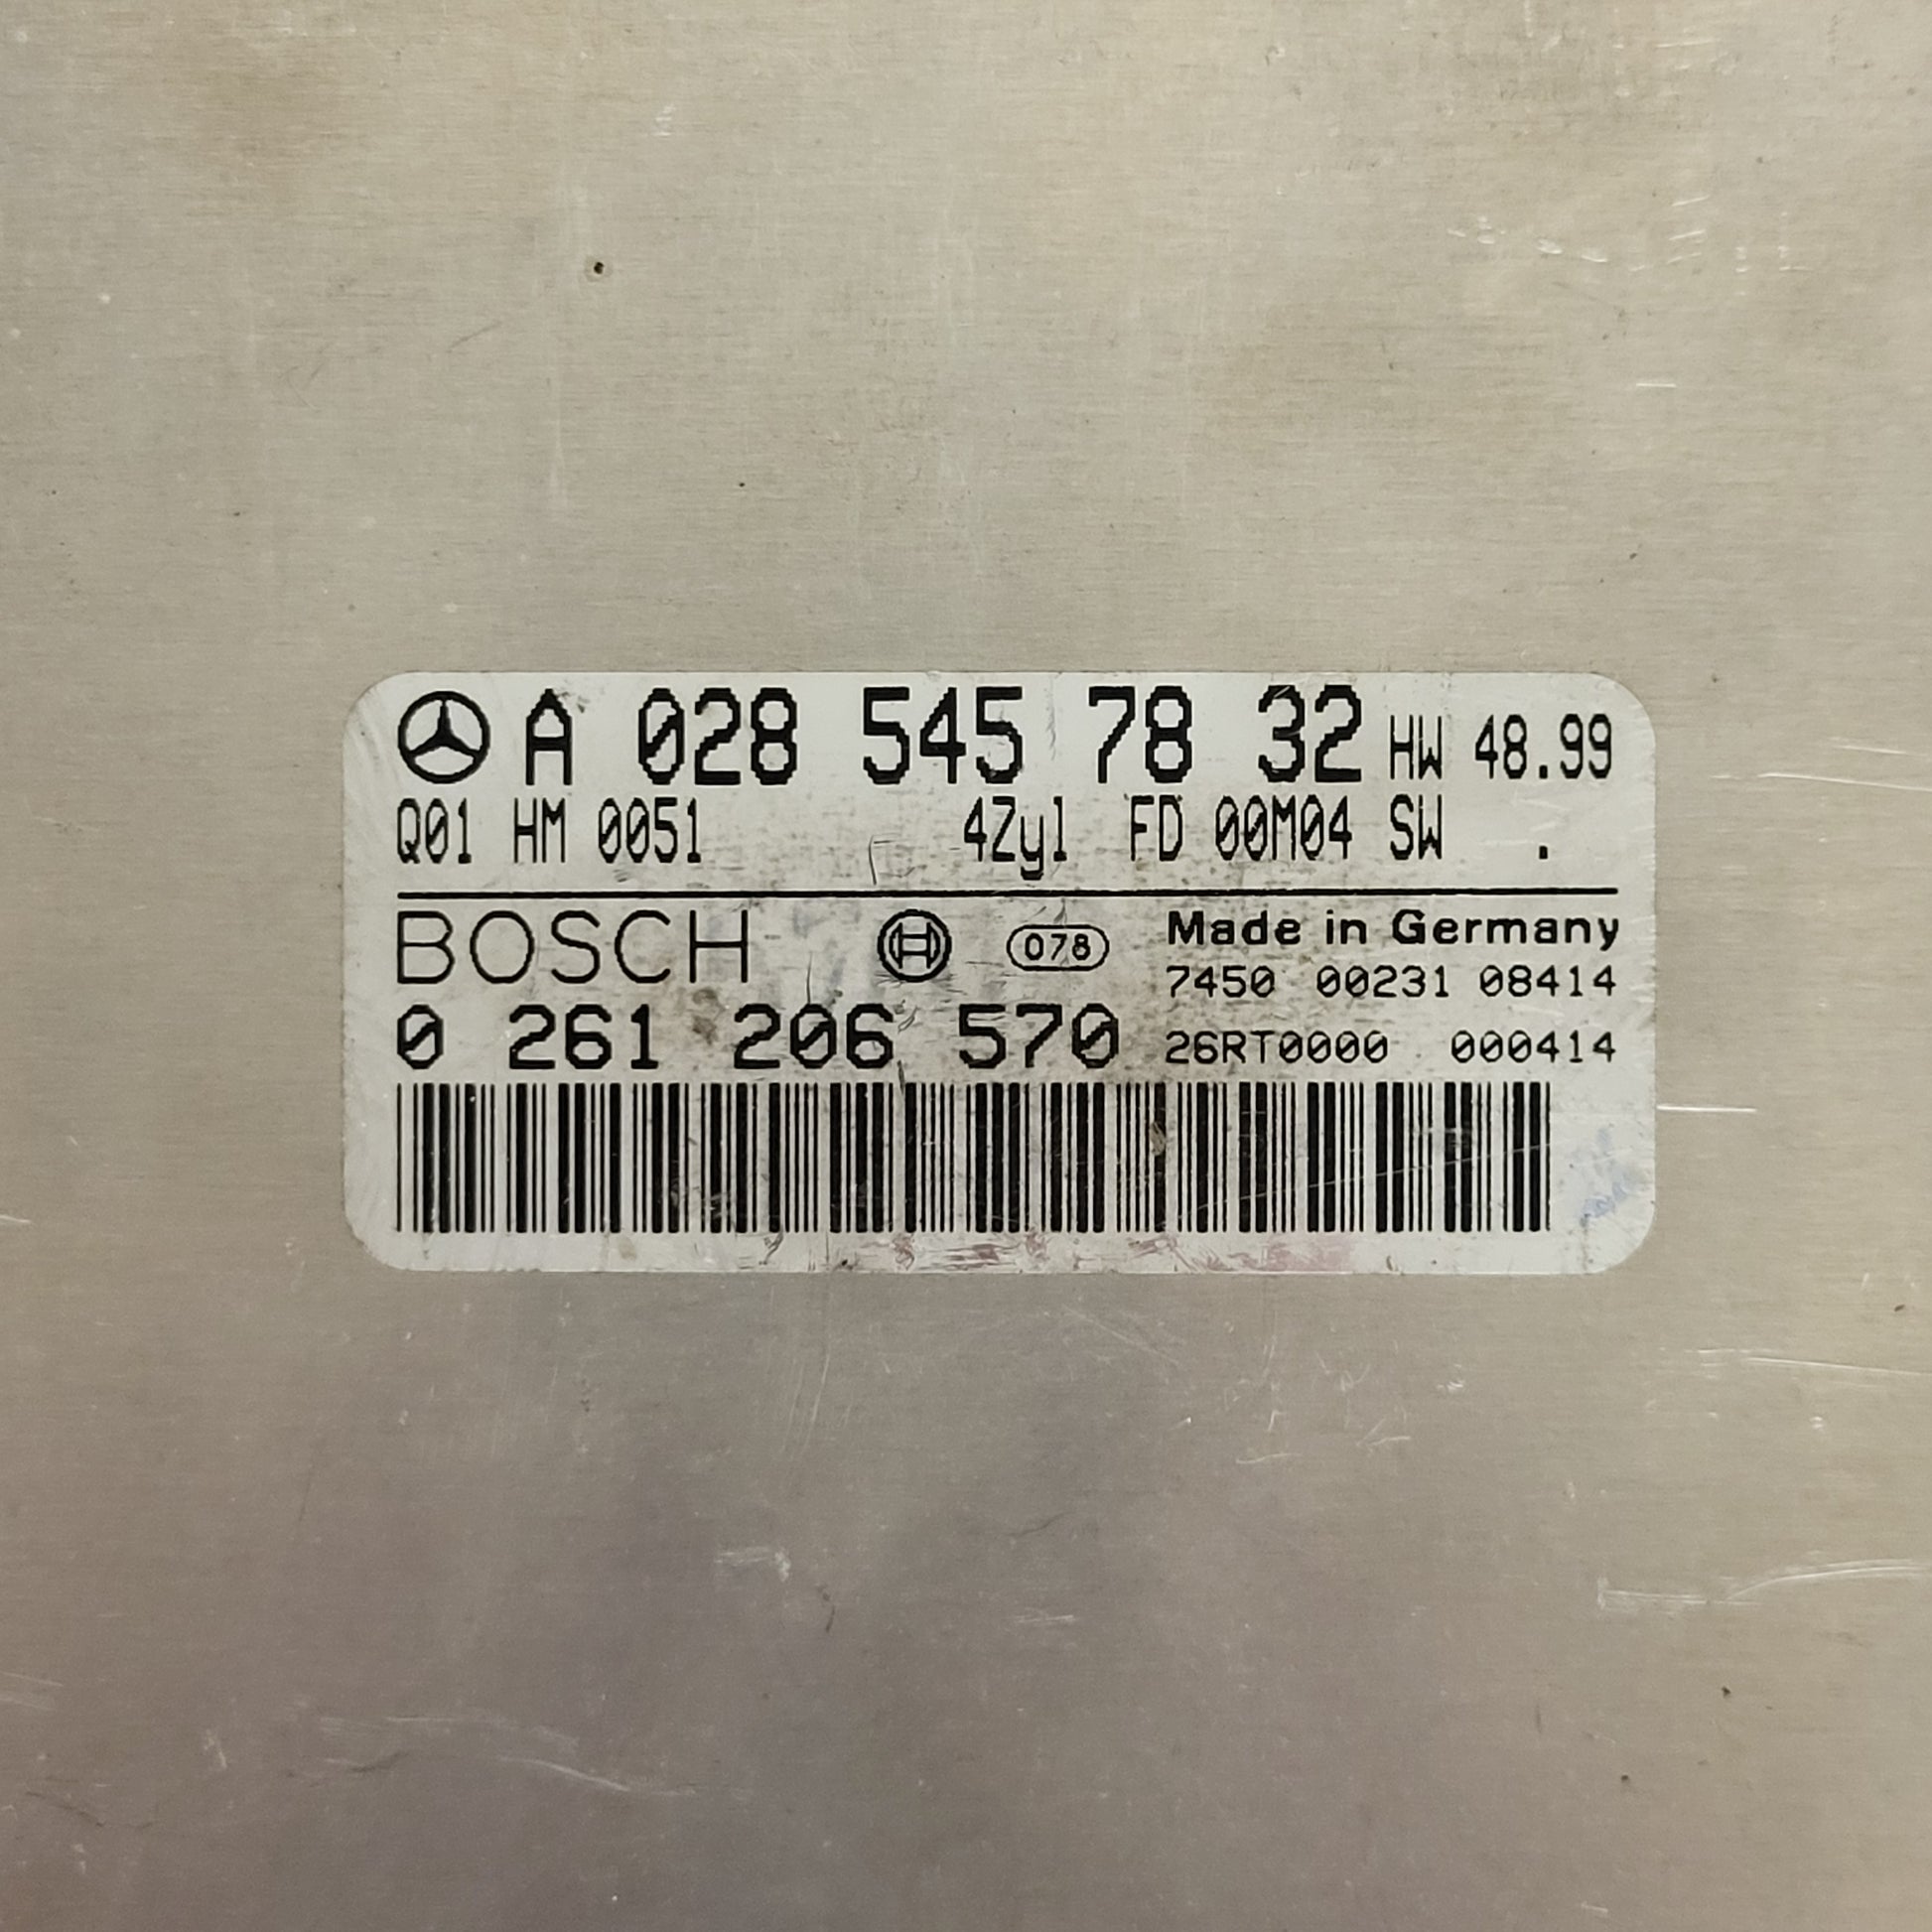 A 028 545 78 32 HW 48.99
Q01 HM 0051 4Zyl FD 00M04 SW .
BOSCH 078 Made in Germany
7450 00231 08414
0 261 206 570 26RT0000 000414